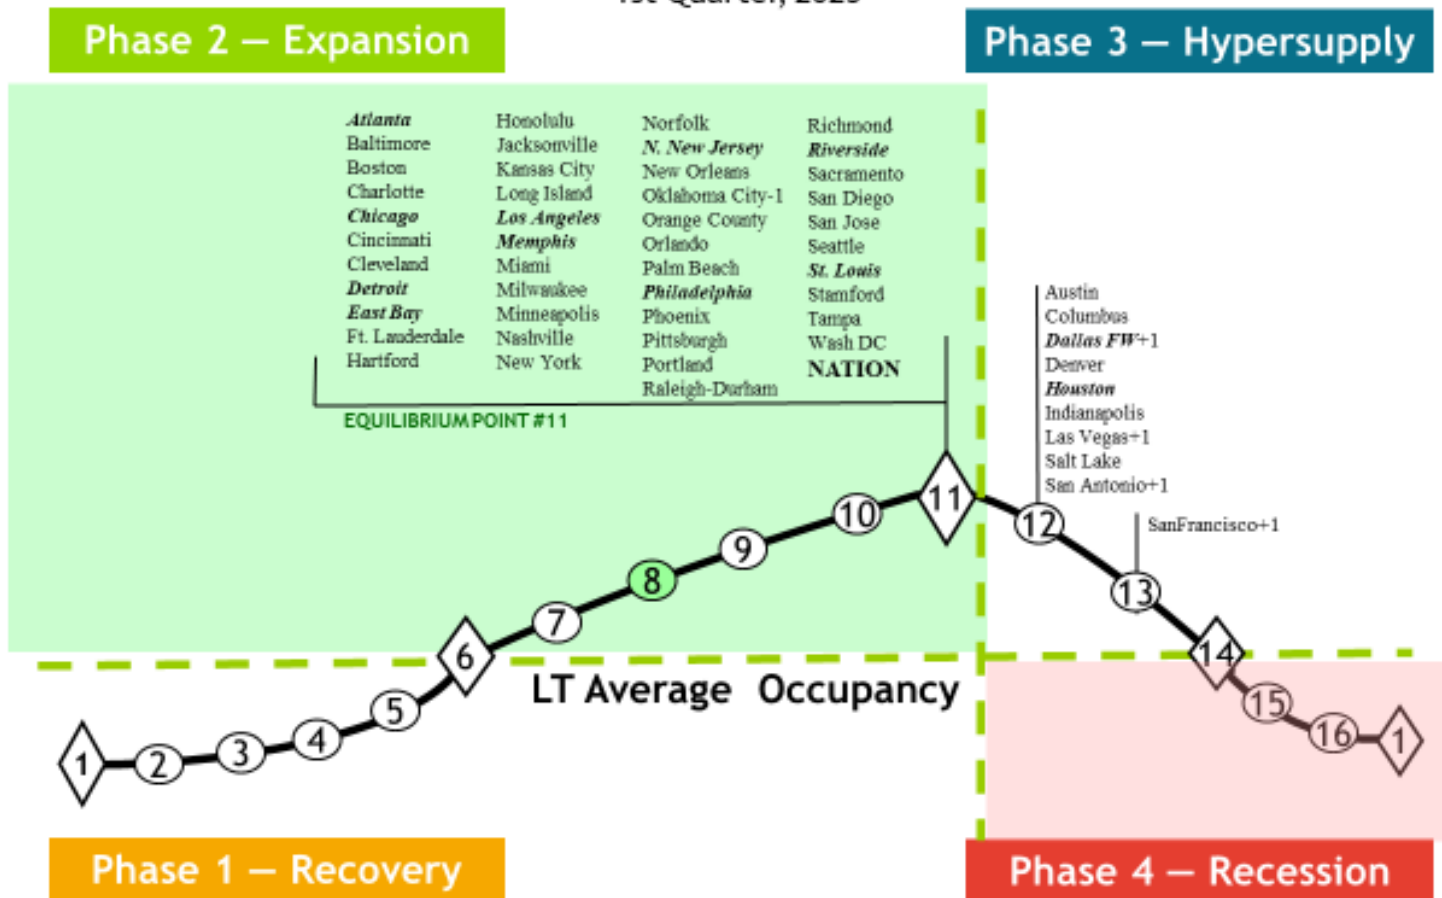 Phase 2 — Expansion
Phase 3 — Hypersupply
Atlanta
Baltimore
Boston
Charlotte
Chicago
Cincinnati
Cleveland
Detroit
East Bay
Ft. Lauderdale
Hartford
Honolulu
Jacksonville
Kansas City
Long Island
Los Angeles
Memphis
Miami
Milwaukee
Minneapolis
Nashville
New York
Norfolk
N. New Jersey
New Orleans
Oklahoma City-1
Orange County
Orlando
Palm Beach
Philadelphia
Phoenix
Pittsburgh
Portland
Raleigh-Durham
Richmond
Riverside
Sacramento
San Diego
San Jose
Seattle
St. Louis
Stamford
Tampa
Wash DC
NATION
EQUILIBRIUM POINT #11
Austin
Columbus
Dallas FW+1
Denver
Houston
Indianapolis
Las Vegas+1
Salt Lake
San Antonio+1
SanFrancisco+1
1
2
3
4
5
6
7
8
9
10
11
12
13
14
15
16
1
LT Average Occupancy
Phase 1 — Recovery
Phase 4 — Recession